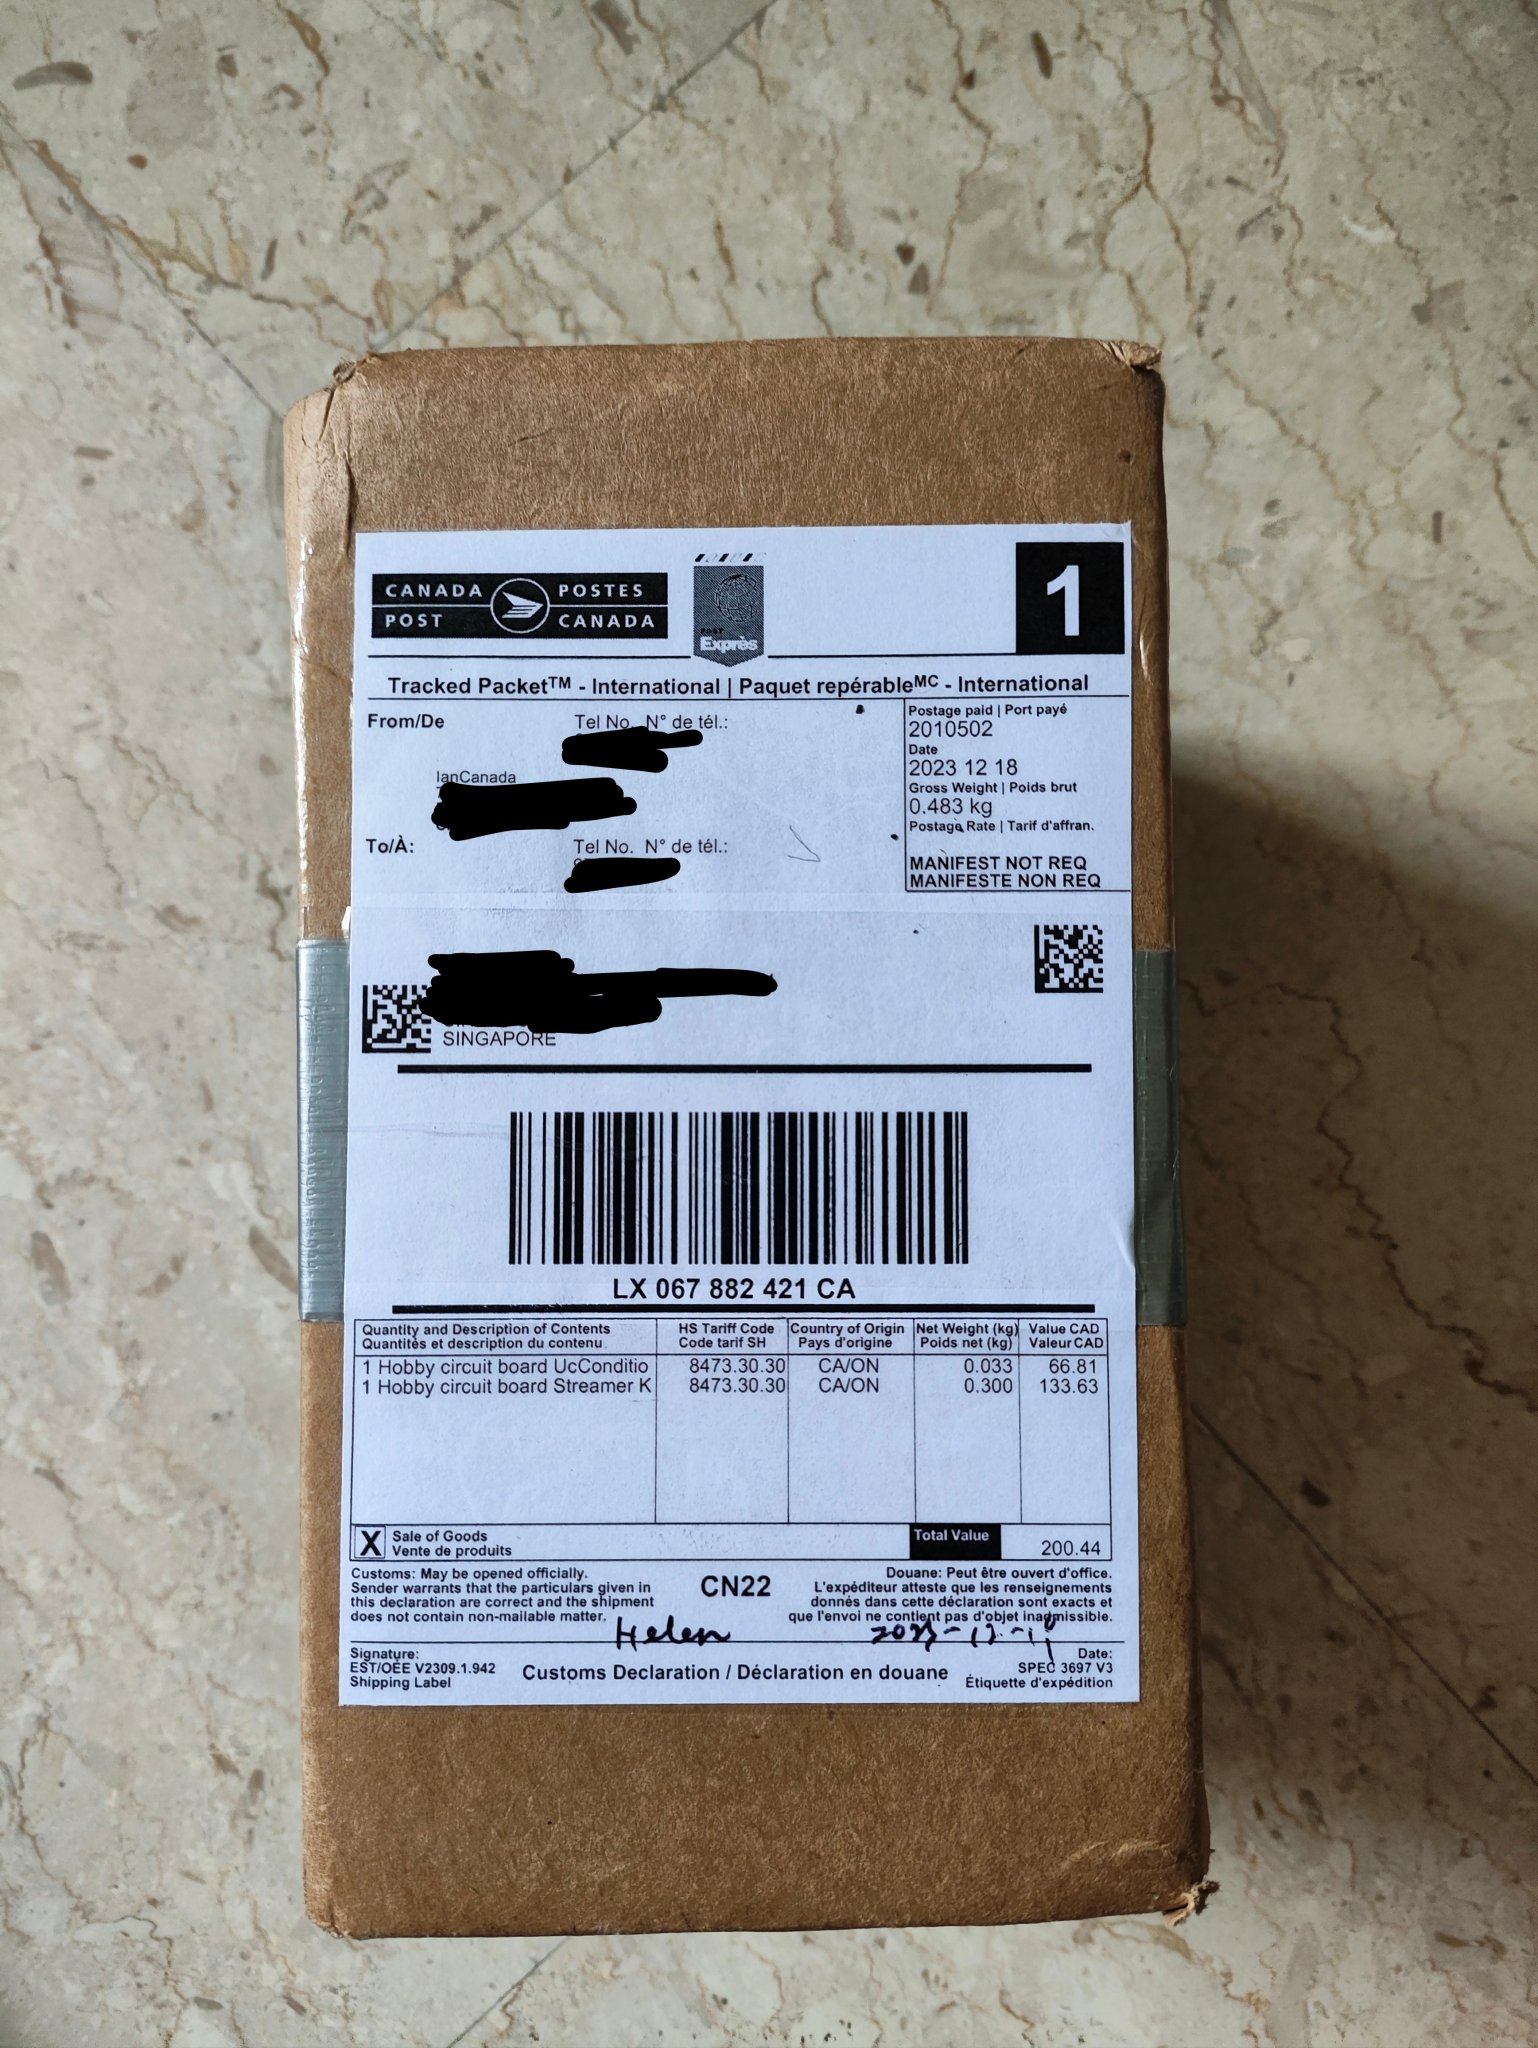 CANADA POSTES
POST CANADA
POST
Exprès
1
Tracked Packet™ - International | Paquet repérableMC - International
From/De
Tel No. N° de tél.:
IanCanada
To/À:
Tel No. N° de tél.:
Postage paid | Port payé
2010502
Date
2023 12 18
Gross Weight | Poids brut
0.483 kg
Postage Rate | Tarif d'affran.
MANIFEST NOT REQ
MANIFESTE NON REQ
SINGAPORE
LX 067 882 421 CA
Quantity and Description of Contents HS Tariff Code Country of Origin Net Weight (kg) Value CAD
Quantités et description du contenu Code tarif SH Pays d'origine Poids net (kg) Valeur CAD
1 Hobby circuit board UcConditio 8473.30.30 CA/ON 0.033 66.81
1 Hobby circuit board Streamer K 8473.30.30 CA/ON 0.300 133.63
X Sale of Goods
Vente de produits
Total Value
200.44
Customs: May be opened officially.
Sender warrants that the particulars given in
this declaration are correct and the shipment
does not contain non-mailable matter.
CN22
Douane: Peut être ouvert d'office.
L'expéditeur atteste que les renseignements
donnés dans cette déclaration sont exacts et
que l'envoi ne contient pas d'objet inadmissible.
Helen
Signature:
EST/OEE V2309.1.942
Shipping Label
Customs Declaration / Déclaration en douane
Date:
SPEC 3697 V3
Étiquette d'expédition